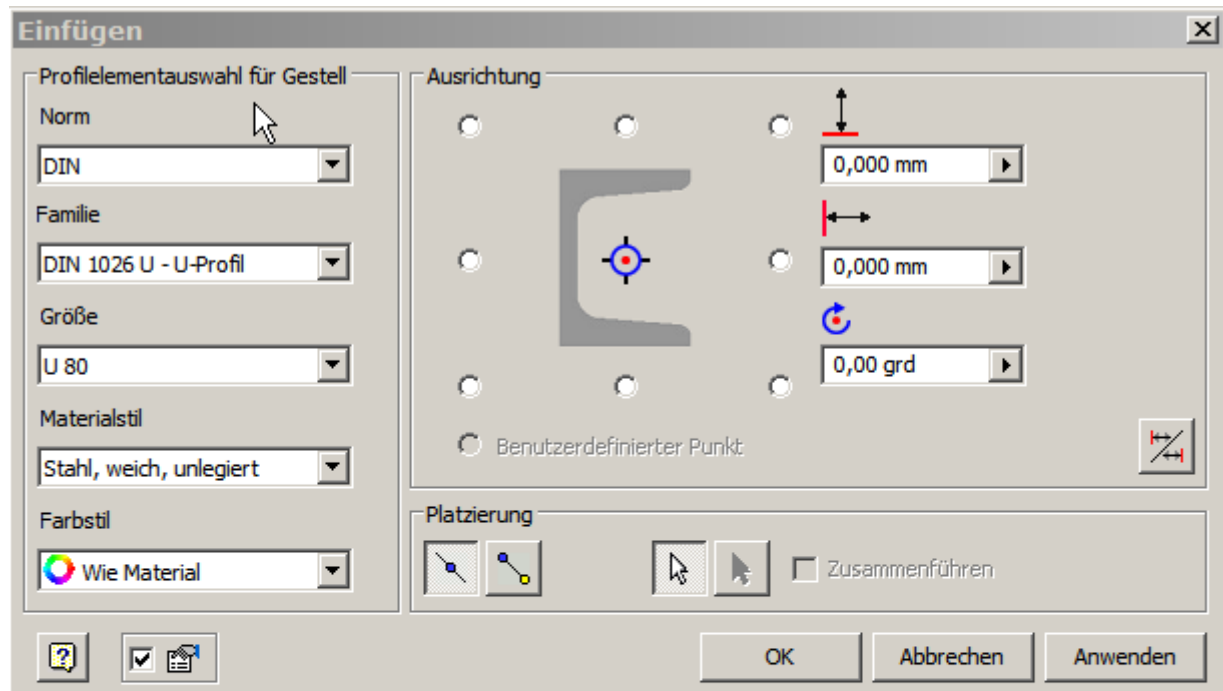 Einfügen
Profilelementauswahl für Gestell
Norm
DIN
Familie
DIN 1026 U - U-Profil
Größe
U 80
Materialstil
Stahl, weich, unlegiert
Farbstil
Wie Material
Ausrichtung
0,000 mm
0,000 mm
0,00 grd
Benutzerdefinierter Punkt
Platzierung
Zusammenführen
OK
Abbrechen
Anwenden